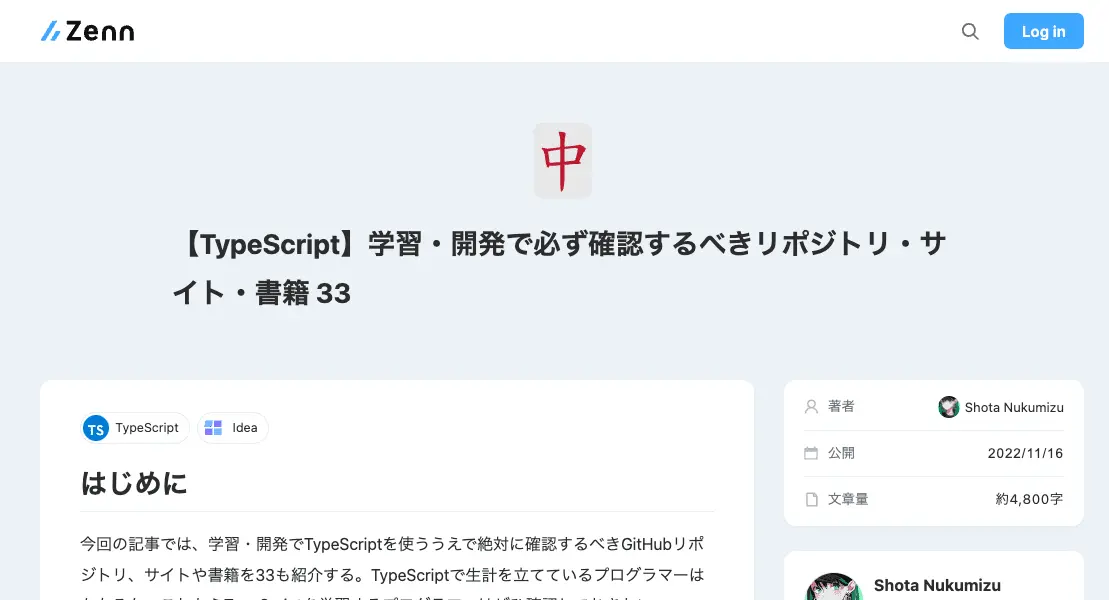 Zenn
Log in
中
【TypeScript】学習・開発で必ず確認するべきリポジトリ・サ
イト・書籍 33
TS TypeScript
Idea
はじめに
今回の記事では、学習・開発でTypeScriptを使ううえで絶対に確認するべきGitHubリポ
ジトリ、サイトや書籍を33も紹介する。TypeScriptで生計を立てているプログラマーは
著者 Shota Nukumizu
公開 2022/11/16
文章量 約4,800字
Shota Nukumizu